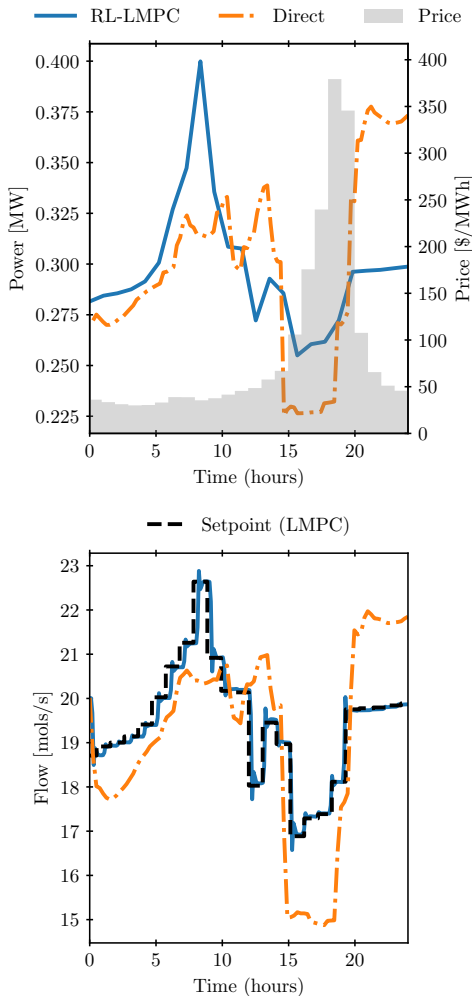 RL-LMPC Direct Price
0.400
0.375
0.350
0.325
0.300
0.275
0.250
0.225
Power [MW]
400
350
300
250
200
150
100
50
0
Price [$/MWh]
0 5 10 15 20
Time (hours)
Setpoint (LMPC)
23
22
21
20
19
18
17
16
15
Flow [mols/s]
0 5 10 15 20
Time (hours)